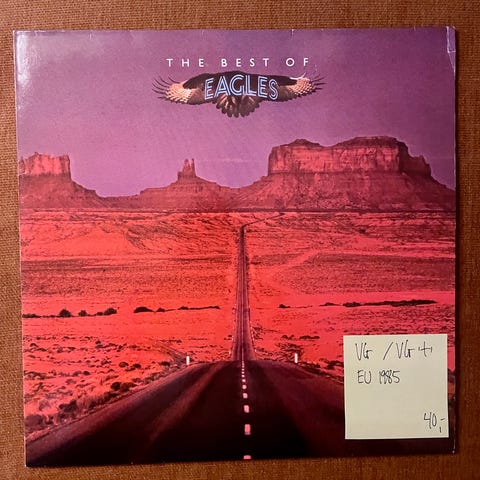 THE BEST OF
EAGLES
VG /VG+
EU 1985
40,-